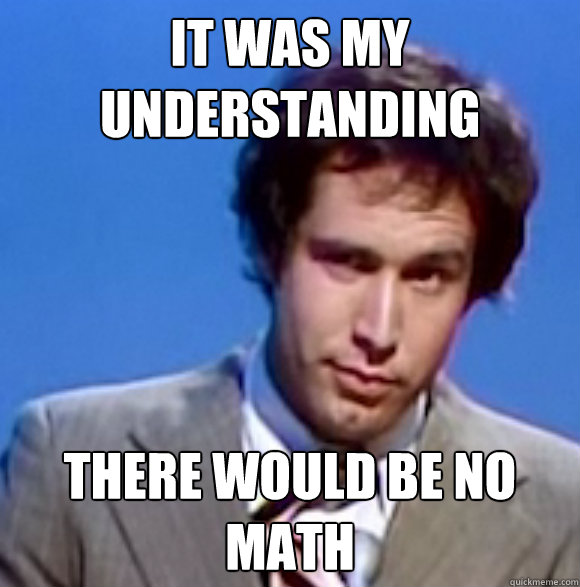 IT WAS MY
UNDERSTANDING
THERE WOULD BE NO
MATH
quickmeme.com